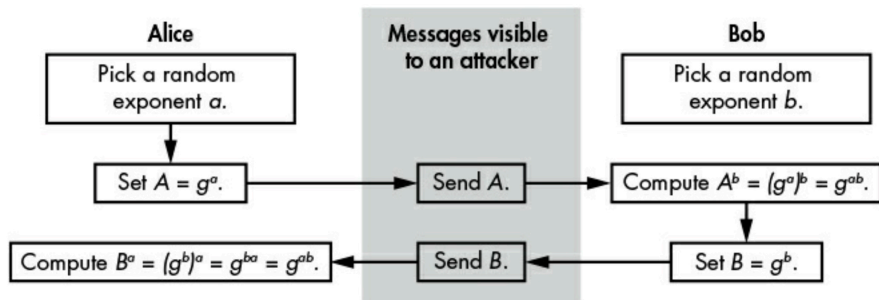 Alice
Messages visible
to an attacker
Bob
Pick a random
exponent a.
Pick a random
exponent b.
Set A = gᵃ.
Send A.
Compute Aᵇ = (gᵃ)ᵇ = gᵃᵇ.
Compute Bᵃ = (gᵇ)ᵃ = gᵇᵃ = gᵃᵇ.
Send B.
Set B = gᵇ.